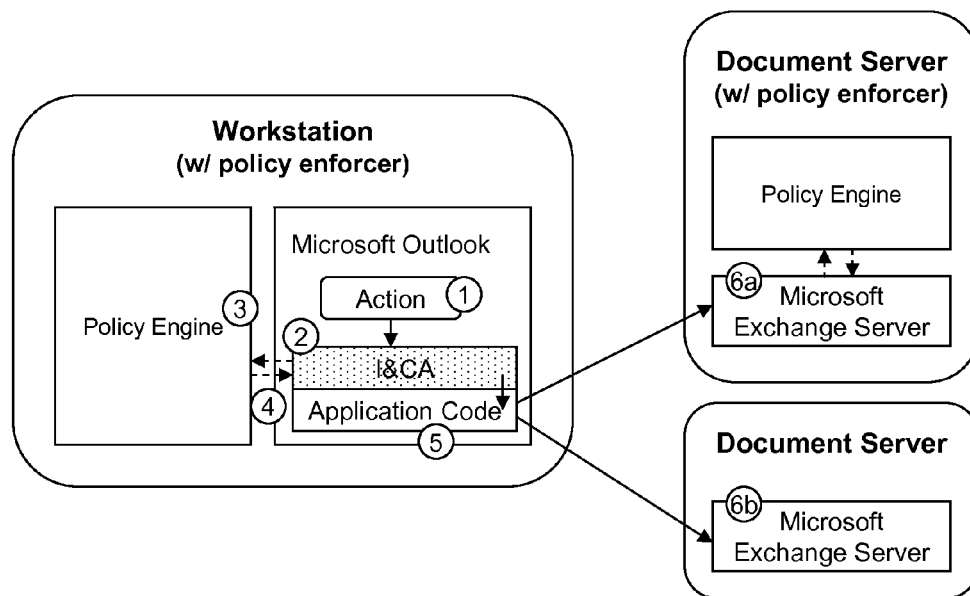 Workstation
(w/ policy enforcer)
Policy Engine
3
Microsoft Outlook
Action
1
2
I&CA
4
Application Code
5
Document Server
(w/ policy enforcer)
Policy Engine
6a
Microsoft
Exchange Server
Document Server
6b
Microsoft
Exchange Server